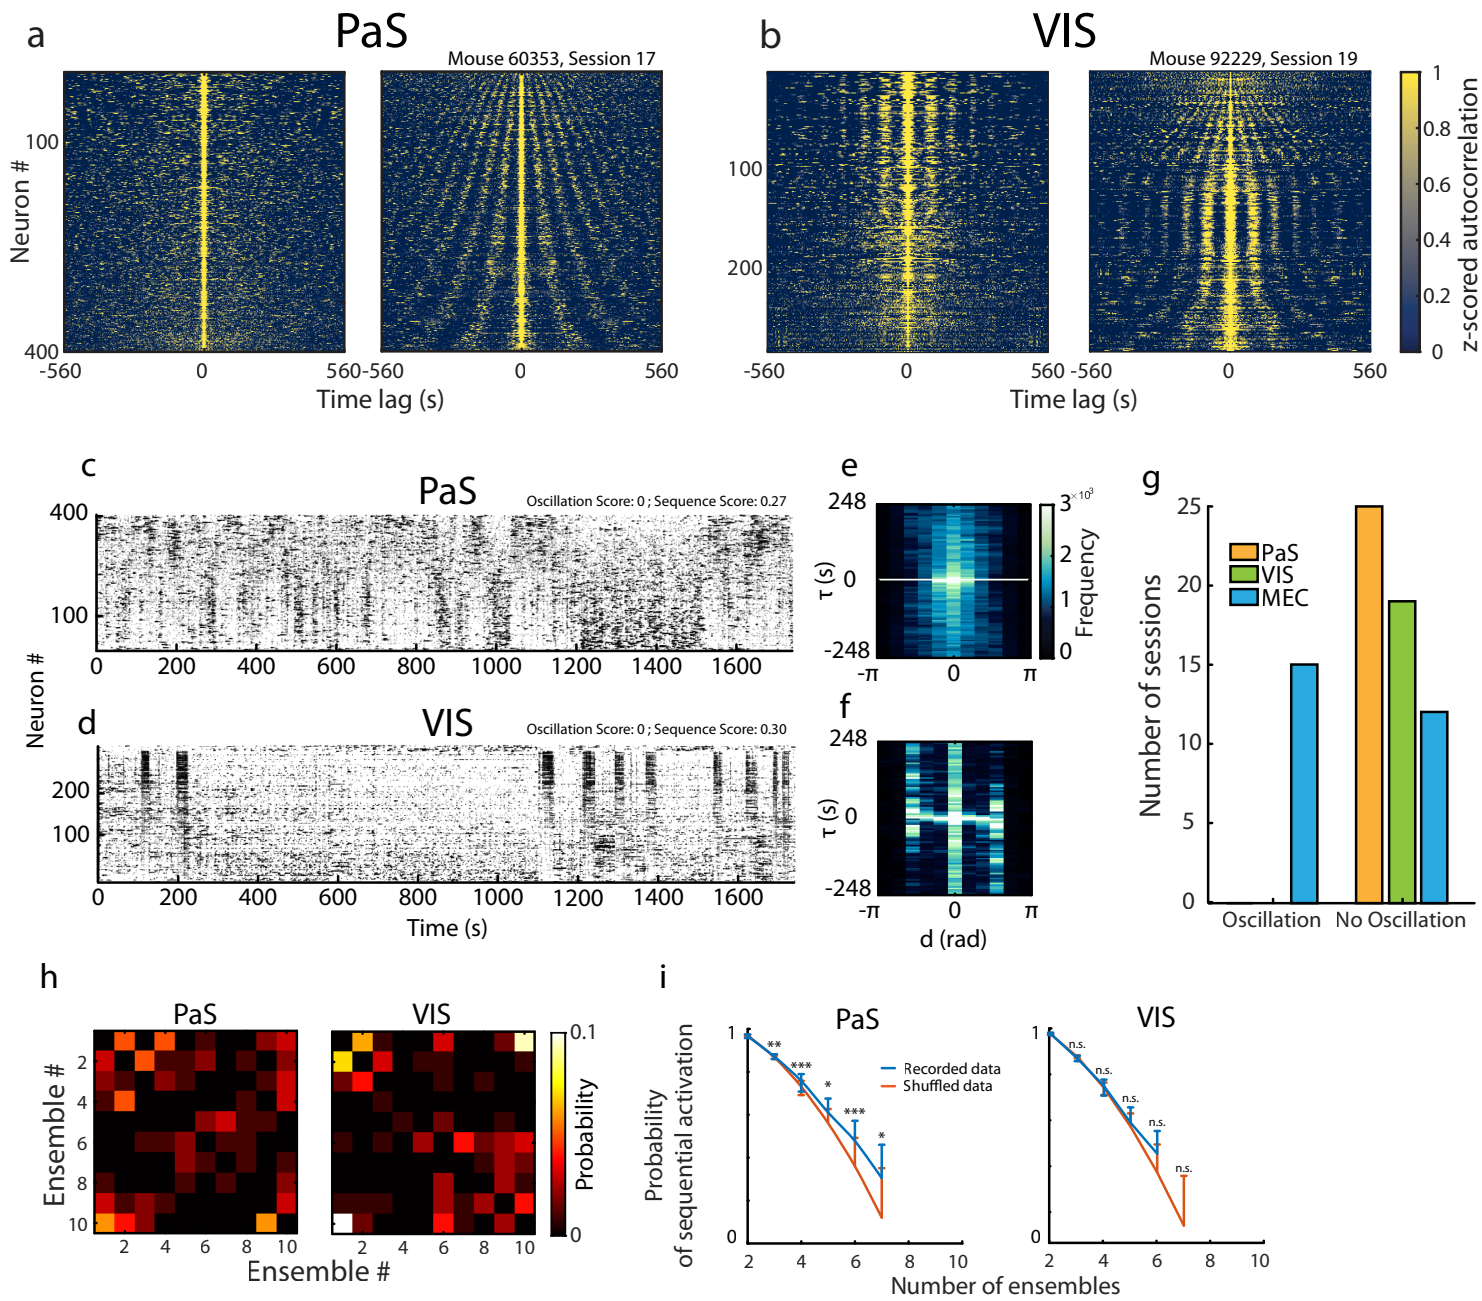 a
PaS
Mouse 60353, Session 17
b
VIS
Mouse 92229, Session 19
Neuron #
100
400
-560
0
560
-560
0
560
Time lag (s)
100
200
-560
0
560
-560
0
560
Time lag (s)
1
0.8
0.6
0.4
0.2
0
z-scored autocorrelation
c
PaS
Oscillation Score: 0 ; Sequence Score: 0.27
400
100
0 200 400 600 800 1000 1200 1400 1600
Neuron #
d
VIS
Oscillation Score: 0 ; Sequence Score: 0.30
200
100
0 200 400 600 800 1000 1200 1400 1600
Time (s)
e
248
0
-248
τ (s)
-π 0 π
3
×10³
2
1
0
Frequency
f
248
0
-248
τ (s)
-π 0 π
d (rad)
g
25
20
15
10
5
0
Number of sessions
PaS
VIS
MEC
Oscillation
No Oscillation
h
PaS
VIS
Ensemble #
2
4
6
8
10
2 4 6 8 10
2 4 6 8 10
Ensemble #
0.1
0
Probability
i
PaS
VIS
Probability
of sequential activation
1
0
** *** * *** *
Recorded data
Shuffled data
2 4 6 8 10
1
0
n.s. n.s. n.s. n.s. n.s.
2 4 6 8 10
Number of ensembles